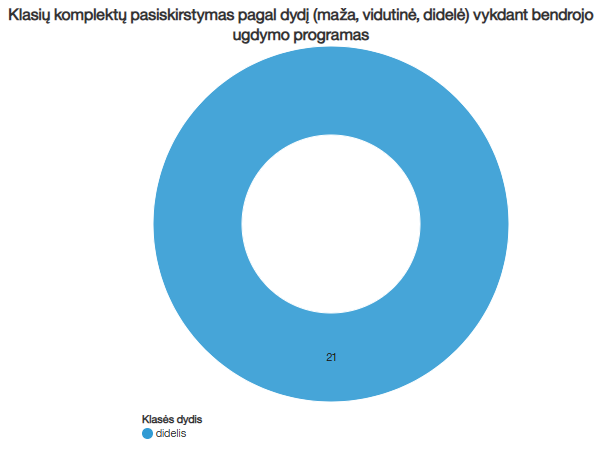 Klasių komplektų pasiskirstymas pagal dydį (maža, vidutinė, didelė) vykdant bendrojo
ugdymo programas
21
Klasės dydis
didelis